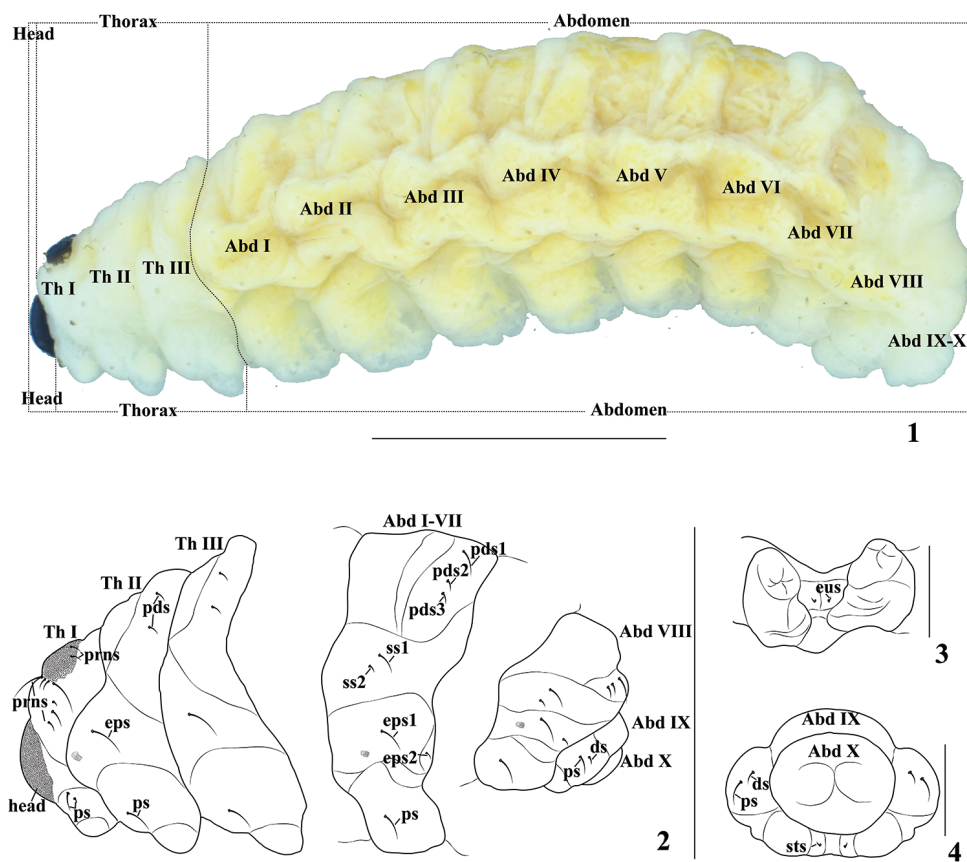 Thorax
Abdomen
Head
Abd IV
Abd V
Abd VI
Abd III
Abd II
Abd I
Abd VII
Th III
Th II
Th I
Abd VIII
Abd IX-X
Head
Thorax
Abdomen
1
Abd I-VII
Th III
Th II
Th I
pds
prns
prns
eps
head
ps
ps
pds1
pds2
pds3
ss1
ss2
eps1
eps2
ps
Abd VIII
Abd IX
Abd X
ds
ps
2
eus
3
Abd IX
Abd X
ds
ps
sts
4